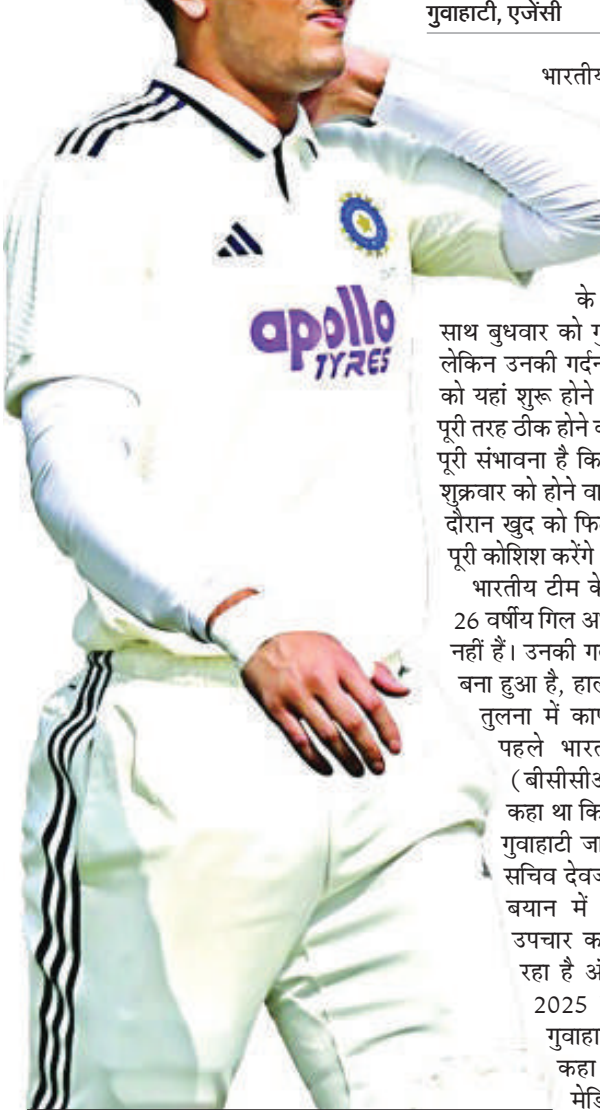 गुवाहाटी, एजेंसी
भारतीय
apollo
TYRES
के
साथ बुधवार को गु
लेकिन उनकी गर्दन
को यहां शुरू होने
पूरी तरह ठीक होने व
पूरी संभावना है कि
शुक्रवार को होने वा
दौरान खुद को फि
पूरी कोशिश करेंगे
भारतीय टीम के
26 वर्षीय गिल अ
नहीं हैं। उनकी ग
बना हुआ है, हाल
तुलना में का
पहले भारत
(बीसीसीअ
कहा था कि
गुवाहाटी जा
सचिव देवज
बयान में
उपचार क
रहा है अं
2025
गुवाहा
कहा
मेडि